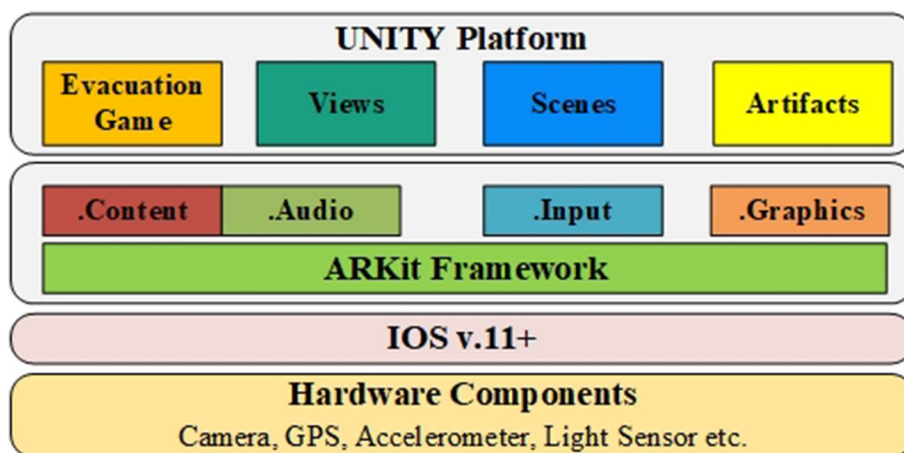 UNITY Platform
Evacuation
Game
Views
Scenes
Artifacts
.Content
.Audio
.Input
.Graphics
ARKit Framework
IOS v.11+
Hardware Components
Camera, GPS, Accelerometer, Light Sensor etc.